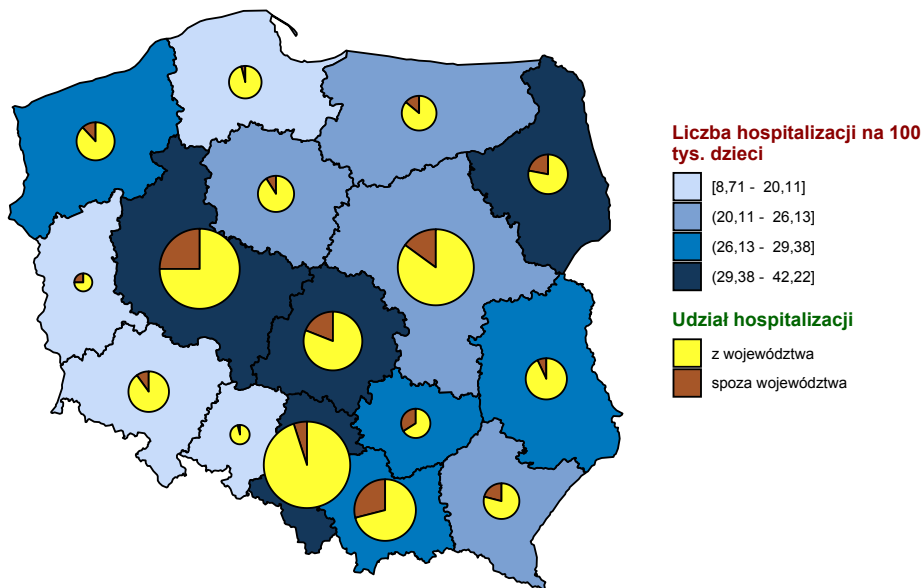 Liczba hospitalizacji na 100
tys. dzieci
[8,71 - 20,11]
(20,11 - 26,13]
(26,13 - 29,38]
(29,38 - 42,22]
Udział hospitalizacji
z województwa
spoza województwa